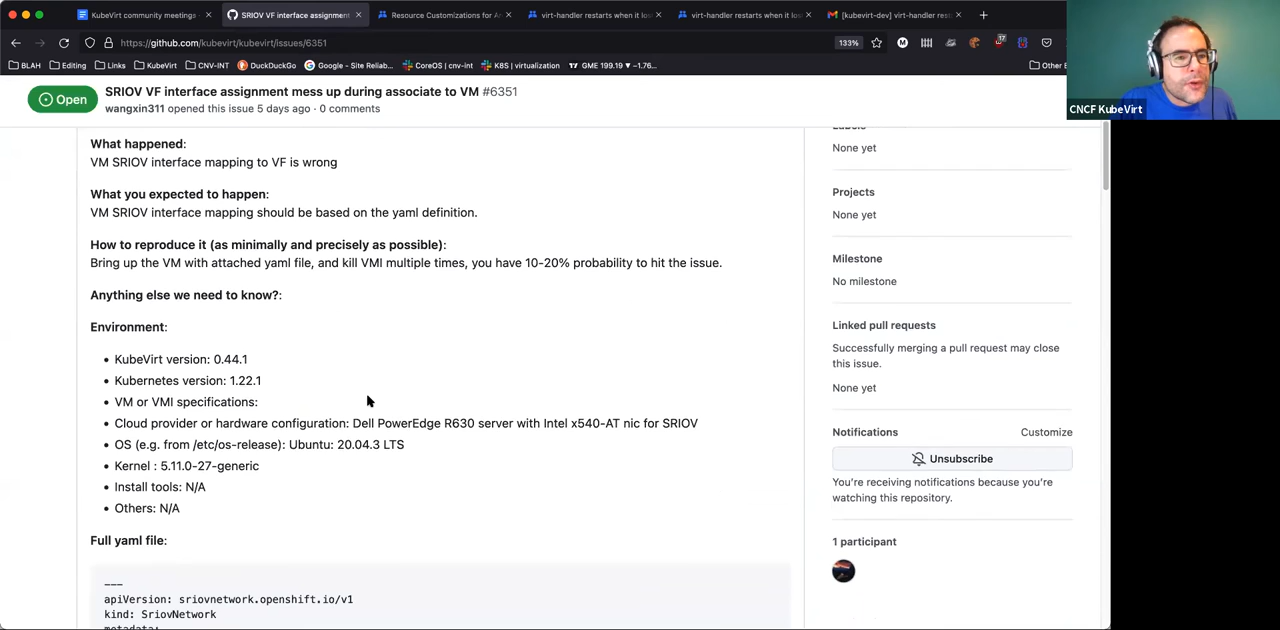 KubeVirt community meetings
SRIOV VF interface assignment
Resource Customizations for Ar
virt-handler restarts when it los
virt-handler restarts when it lo
[kubevirt-dev] virt-handler res
https://github.com/kubevirt/kubevirt/issues/6351
133%
17
BLAH
Editing
Links
KubeVirt
CNV-INT
DuckDuckGo
Google - Site Reliab...
CoreOS | cnv-int
K8S | virtualization
GME 199.19 ▼ −1.76...
Other B
CNCF KubeVirt
Open
SRIOV VF interface assignment mess up during associate to VM #6351
wangxin311 opened this issue 5 days ago · 0 comments
What happened:
VM SRIOV interface mapping to VF is wrong
What you expected to happen:
VM SRIOV interface mapping should be based on the yaml definition.
How to reproduce it (as minimally and precisely as possible):
Bring up the VM with attached yaml file, and kill VMI multiple times, you have 10-20% probability to hit the issue.
Anything else we need to know?:
Environment:
• KubeVirt version: 0.44.1
• Kubernetes version: 1.22.1
• VM or VMI specifications:
• Cloud provider or hardware configuration: Dell PowerEdge R630 server with Intel x540-AT nic for SRIOV
• OS (e.g. from /etc/os-release): Ubuntu: 20.04.3 LTS
• Kernel : 5.11.0-27-generic
• Install tools: N/A
• Others: N/A
Full yaml file:
---
apiVersion: sriovnetwork.openshift.io/v1
kind: SriovNetwork
metadata:
Labels
None yet
Projects
None yet
Milestone
No milestone
Linked pull requests
Successfully merging a pull request may close
this issue.
None yet
Notifications
Customize
Unsubscribe
You're receiving notifications because you're
watching this repository.
1 participant